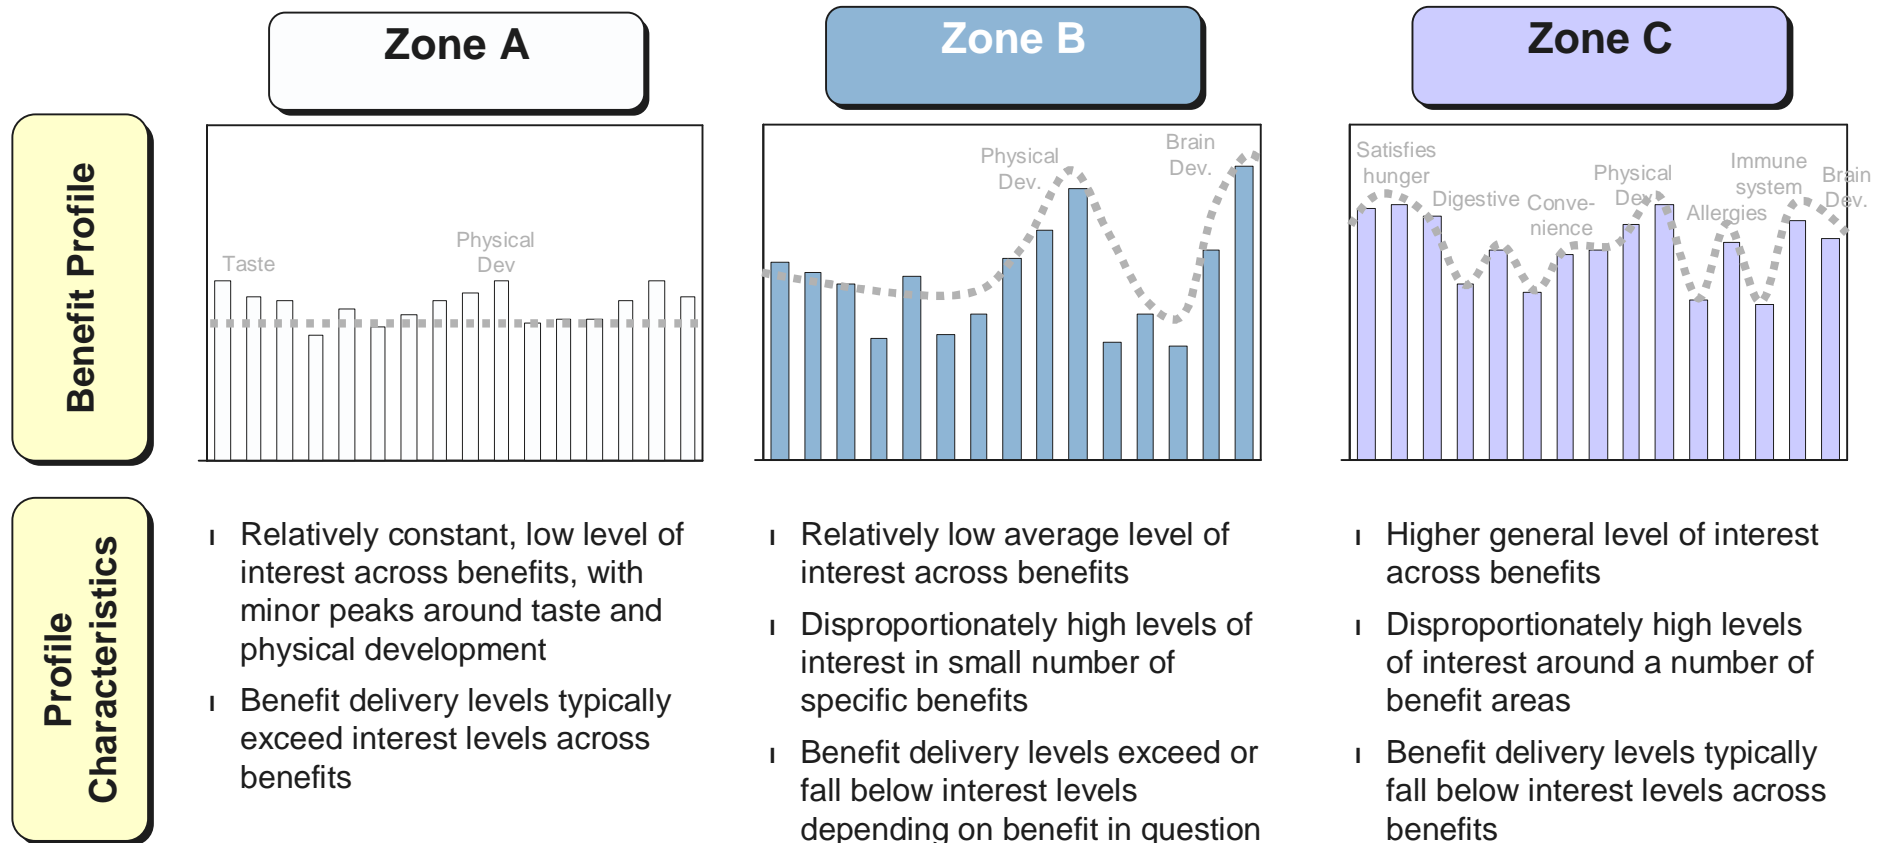 Zone A
Zone B
Zone C
Benefit Profile
Taste
Physical
Dev
Physical
Dev.
Brain
Dev.
Satisfies
hunger
Digestive
Conve-
nience
Physical
Dev
Allergies
Immune
system
Brain
Dev.
Profile
Characteristics
ı Relatively constant, low level of
interest across benefits, with
minor peaks around taste and
physical development
ı Benefit delivery levels typically
exceed interest levels across
benefits
ı Relatively low average level of
interest across benefits
ı Disproportionately high levels of
interest in small number of
specific benefits
ı Benefit delivery levels exceed or
fall below interest levels
depending on benefit in question
ı Higher general level of interest
across benefits
ı Disproportionately high levels
of interest around a number of
benefit areas
ı Benefit delivery levels typically
fall below interest levels across
benefits